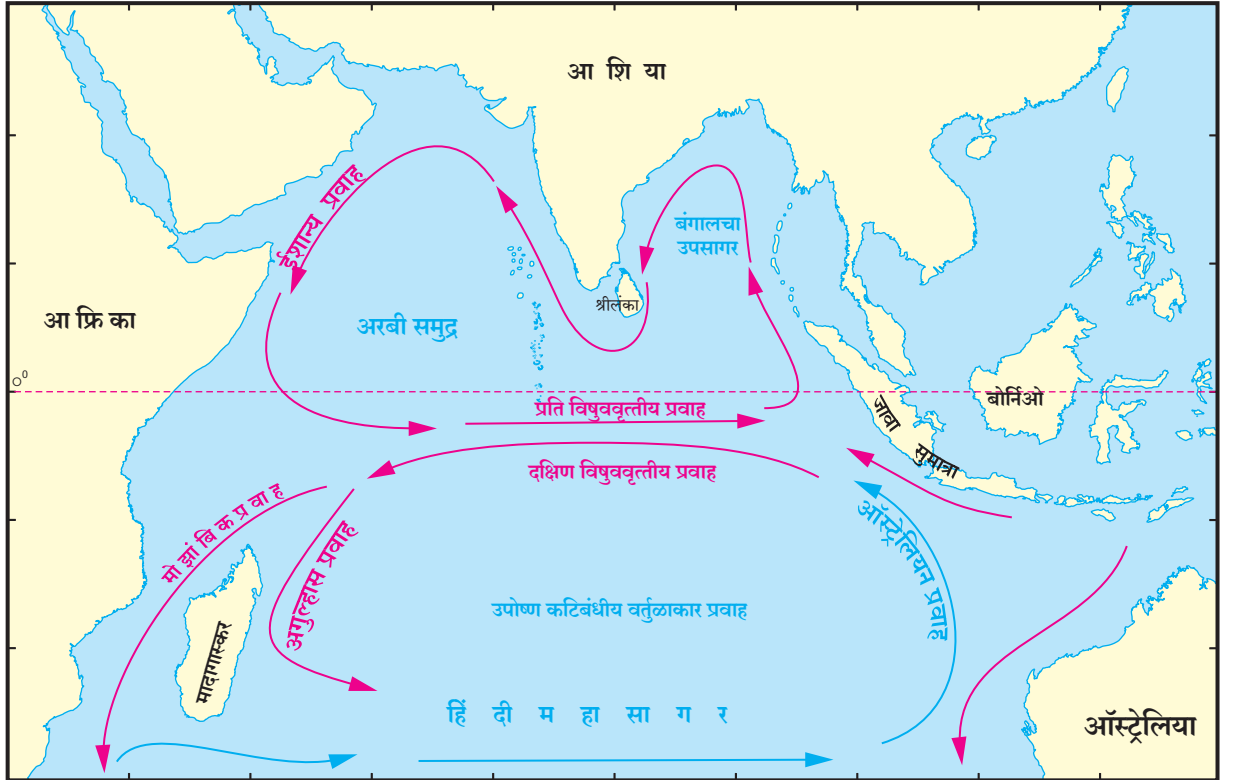 आ शि या
ईशान्य प्रवाह
बंगालचा
उपसागर
श्रीलंका
आ फ्रि का
अरबी समुद्र
0⁰
प्रति विषुववृत्तीय प्रवाह
बोर्निओ
जावा
सुमात्रा
दक्षिण विषुववृत्तीय प्रवाह
मो झां बि क प्र वा ह
अगुल्हास प्रवाह
ऑस्ट्रेलियन प्रवाह
उपोष्ण कटिबंधीय वर्तुळाकार प्रवाह
मादागास्कर
हिं दी म हा सा ग र
ऑस्ट्रेलिया